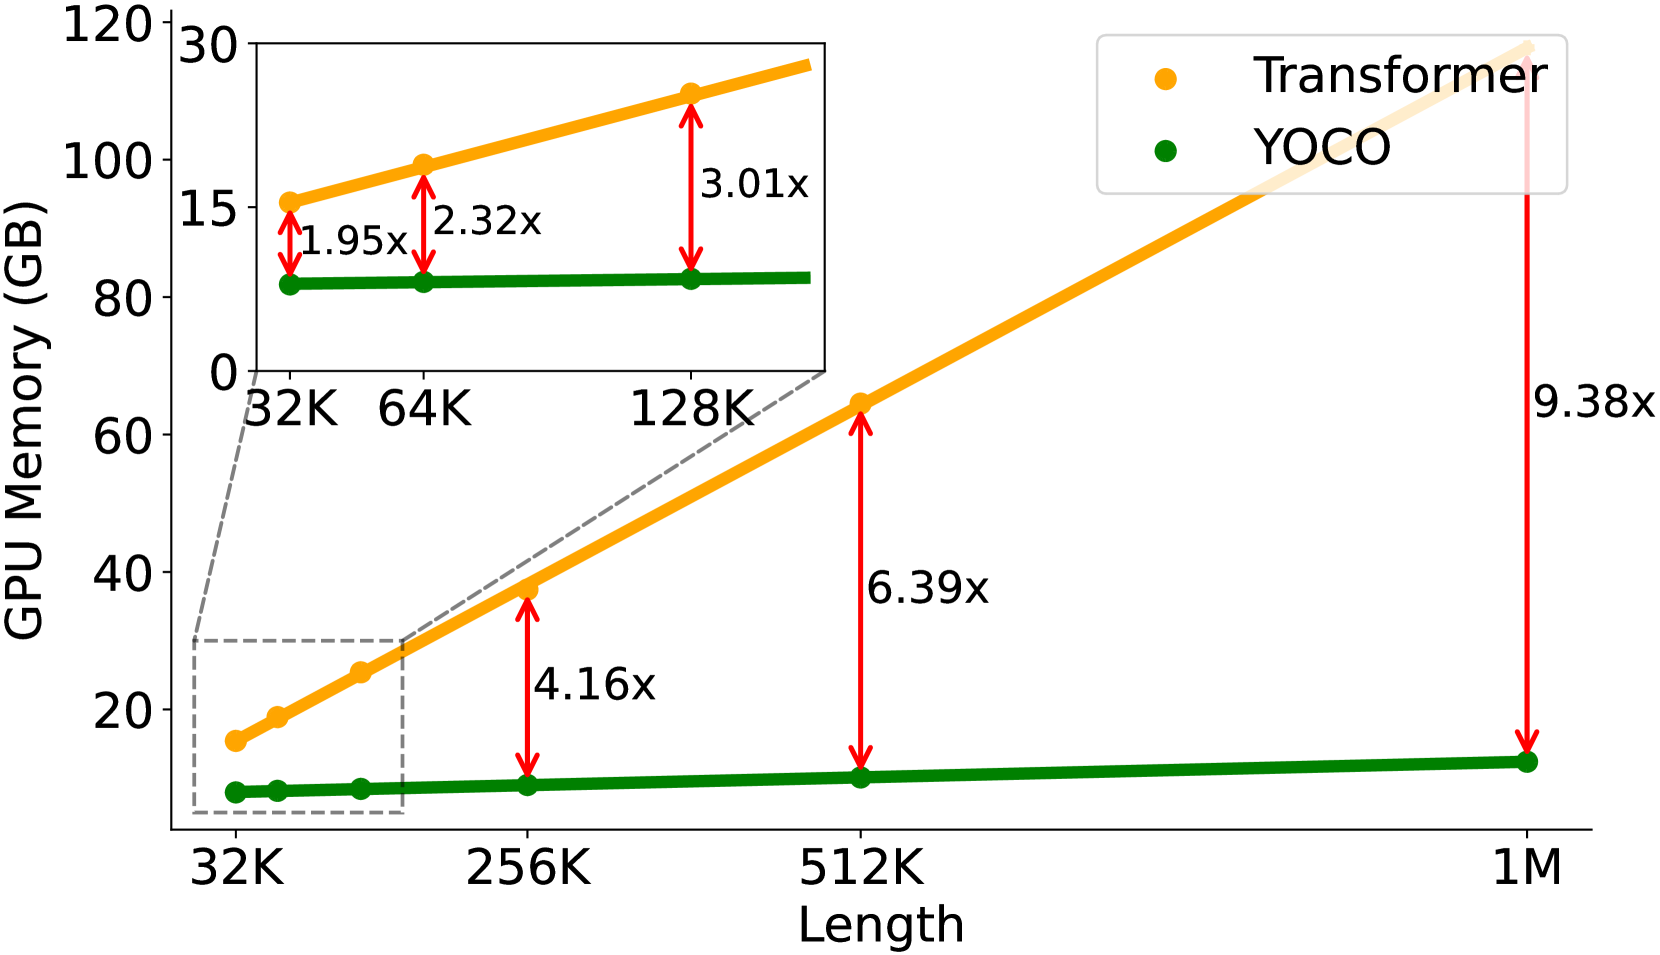 120
100
80
60
40
20
GPU Memory (GB)
30
15
0
1.95x
2.32x
3.01x
32K 64K 128K
Transformer
YOCO
4.16x
6.39x
9.38x
32K 256K 512K 1M
Length